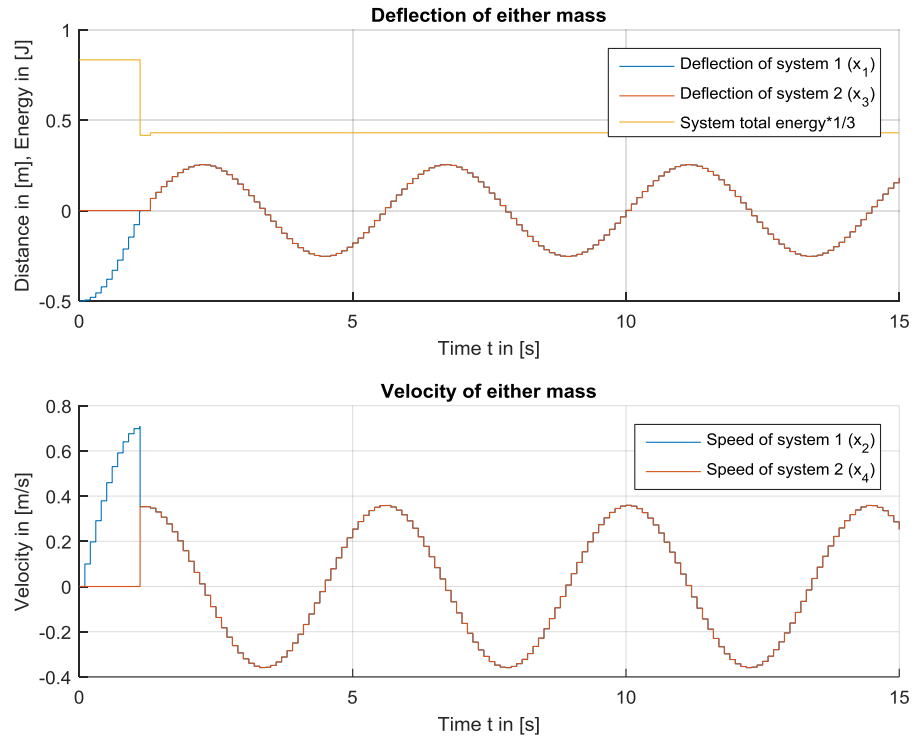 Deflection of either mass
Distance in [m], Energy in [J]
1
0.5
0
-0.5
Deflection of system 1 (x₁)
Deflection of system 2 (x₃)
System total energy*1/3
0 5 10 15
Time t in [s]
Velocity of either mass
Velocity in [m/s]
0.8
0.6
0.4
0.2
0
-0.2
-0.4
Speed of system 1 (x₂)
Speed of system 2 (x₄)
0 5 10 15
Time t in [s]